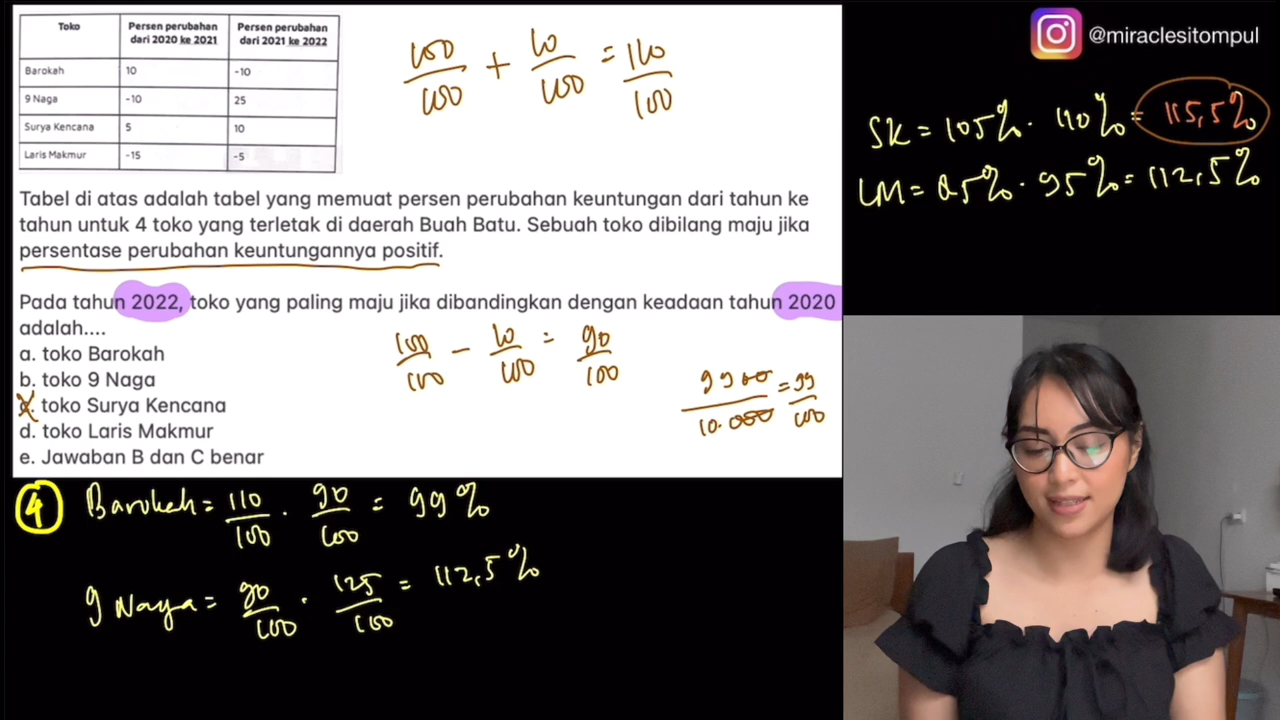 Toko Persen perubahan dari 2020 ke 2021 Persen perubahan dari 2021 ke 2022
Barokah 10 -10
9 Naga -10 25
Surya Kencana 5 10
Laris Makmur -15 -5
100/100 + 10/100 = 110/100
@miraclesitompul
SK = 105% . 110% = 115,5%
LM = 85% . 95% = 112,5%
Tabel di atas adalah tabel yang memuat persen perubahan keuntungan dari tahun ke
tahun untuk 4 toko yang terletak di daerah Buah Batu. Sebuah toko dibilang maju jika
persentase perubahan keuntungannya positif.
Pada tahun 2022, toko yang paling maju jika dibandingkan dengan keadaan tahun 2020
adalah....
a. toko Barokah
b. toko 9 Naga
c. toko Surya Kencana
d. toko Laris Makmur
e. Jawaban B dan C benar
100/100 - 10/100 = 90/100
9900/10.000 = 99/100
4 Barokah = 110/100 . 90/100 = 99%
9 Naga = 90/100 . 125/100 = 112,5%